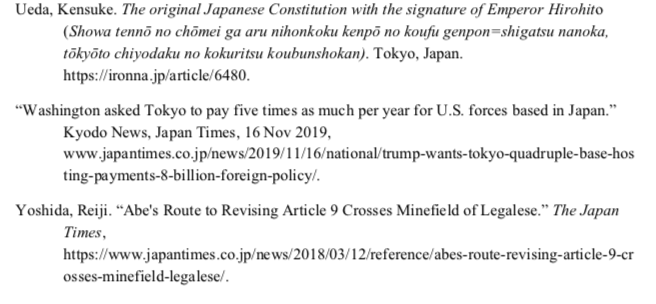 Ueda, Kensuke. The original Japanese Constitution with the signature of Emperor Hirohito
(Showa tennō no chōmei ga aru nihonkoku kenpō no koufu genpon=shigatsu nanoka,
tōkyōto chiyodaku no kokuritsu koubunshokan). Tokyo, Japan.
https://ironna.jp/article/6480.
“Washington asked Tokyo to pay five times as much per year for U.S. forces based in Japan.”
Kyodo News, Japan Times, 16 Nov 2019,
www.japantimes.co.jp/news/2019/11/16/national/trump-wants-tokyo-quadruple-base-hos
ting-payments-8-billion-foreign-policy/.
Yoshida, Reiji. “Abe's Route to Revising Article 9 Crosses Minefield of Legalese.” The Japan
Times,
https://www.japantimes.co.jp/news/2018/03/12/reference/abes-route-revising-article-9-cr
osses-minefield-legalese/.